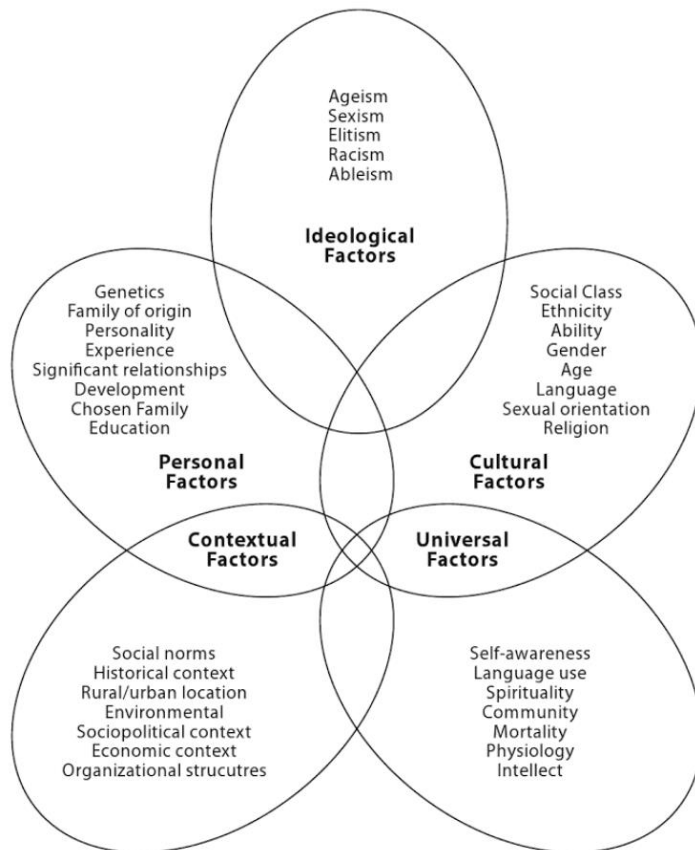 Ageism
Sexism
Elitism
Racism
Ableism
Ideological
Factors
Genetics
Family of origin
Personality
Experience
Significant relationships
Development
Chosen Family
Education
Personal
Factors
Social Class
Ethnicity
Ability
Gender
Age
Language
Sexual orientation
Religion
Cultural
Factors
Contextual
Factors
Universal
Factors
Social norms
Historical context
Rural/urban location
Environmental
Sociopolitical context
Economic context
Organizational strucutres
Self-awareness
Language use
Spirituality
Community
Mortality
Physiology
Intellect